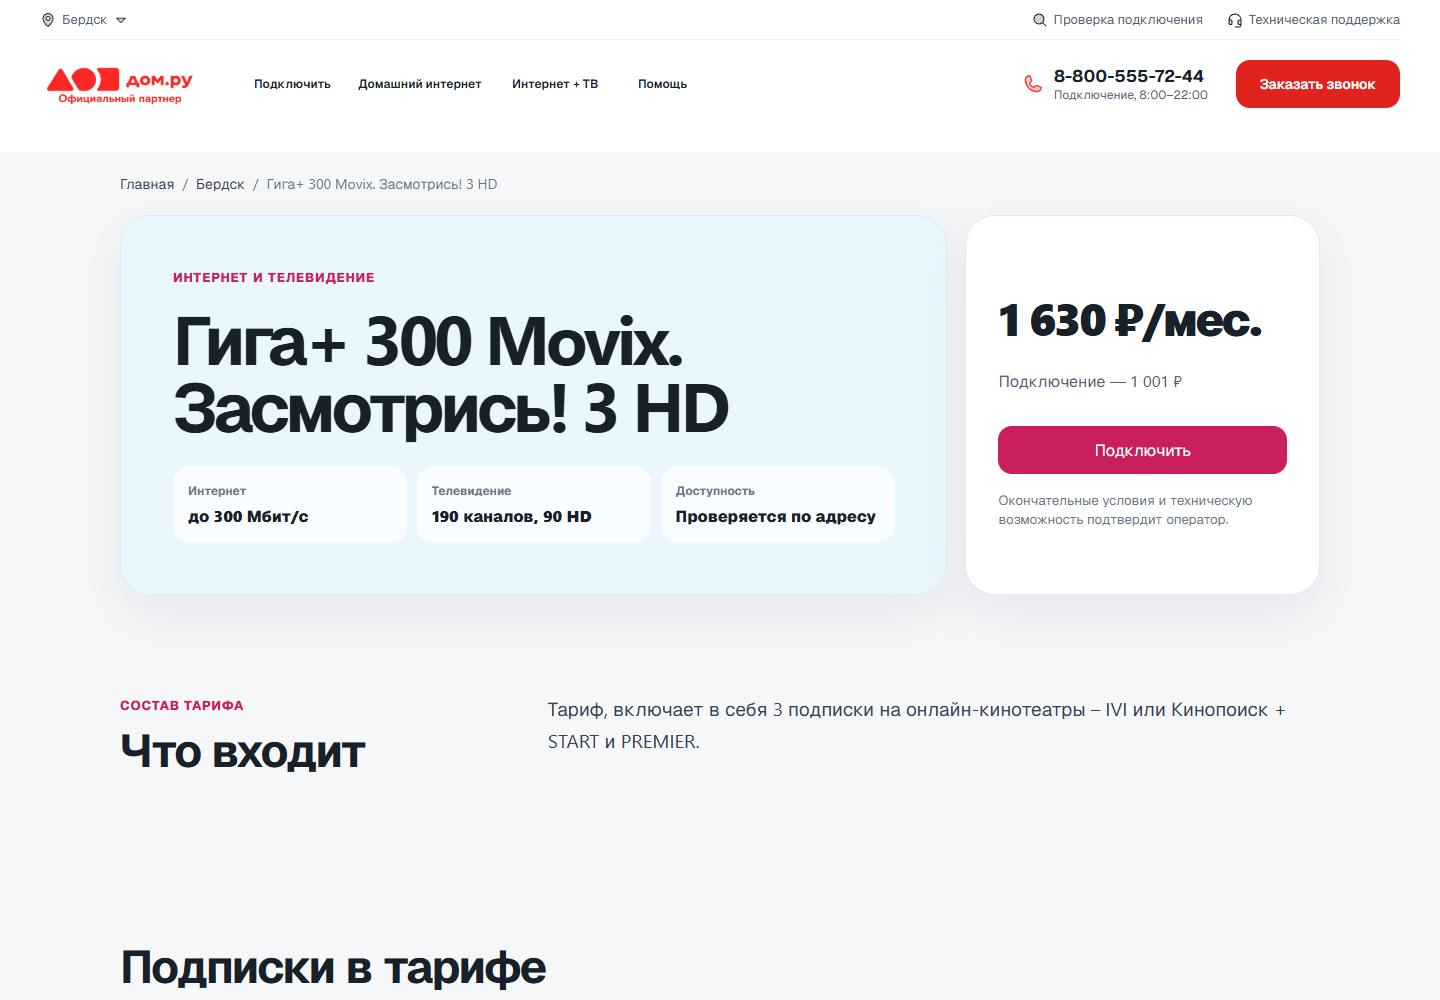 Бердск
Проверка подключения
Техническая поддержка
дом.ру
Официальный партнер
Подключить
Домашний интернет
Интернет + ТВ
Помощь
8-800-555-72-44
Подключение, 8:00–22:00
Заказать звонок
Главная / Бердск / Гига+ 300 Movix. Засмотрись! 3 HD
ИНТЕРНЕТ И ТЕЛЕВИДЕНИЕ
Гига+ 300 Movix.
Засмотрись! 3 HD
Интернет
до 300 Мбит/с
Телевидение
190 каналов, 90 HD
Доступность
Проверяется по адресу
1 630 ₽/мес.
Подключение — 1 001 ₽
Подключить
Окончательные условия и техническую
возможность подтвердит оператор.
СОСТАВ ТАРИФА
Что входит
Тариф, включает в себя 3 подписки на онлайн-кинотеатры – IVI или Кинопоиск +
START и PREMIER.
Подписки в тарифе